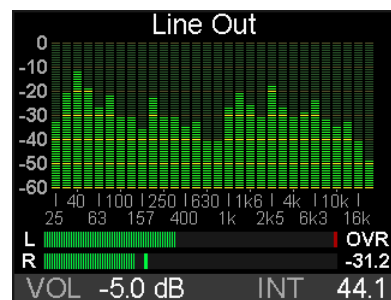 Line Out
0
-10
-20
-30
-40
-50
-60
40 100 250 630 1k6 4k 10k
25 63 157 400 1k 2k5 6k3 16k
L OVR
R -31.2
VOL -5.0 dB INT 44.1